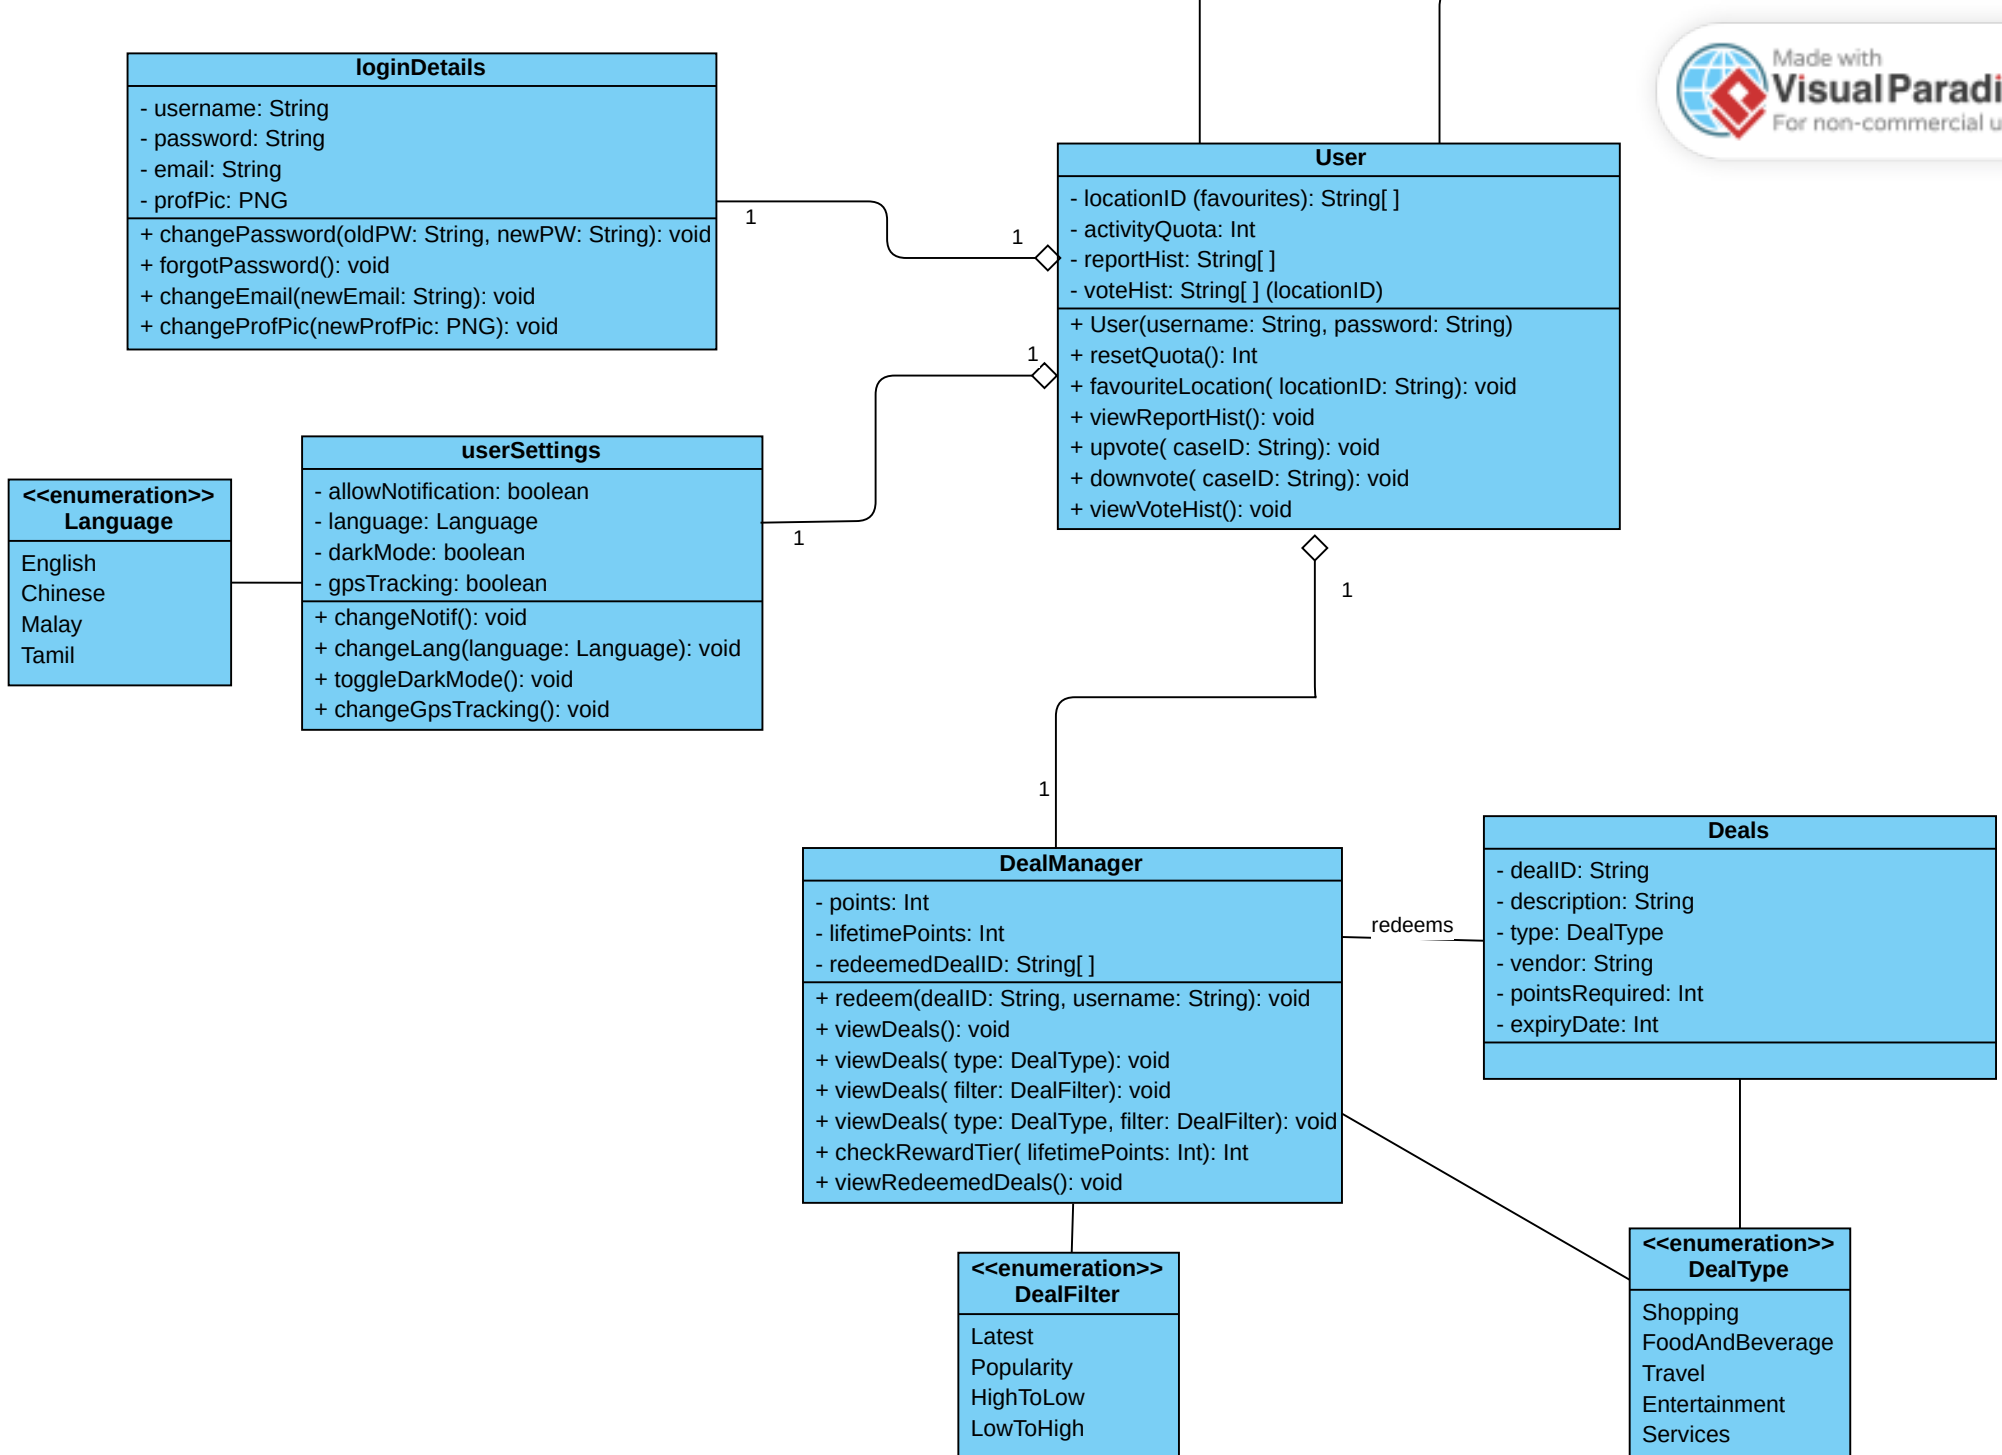 Made with
Visual Paradi
For non-commercial u
loginDetails
- username: String
- password: String
- email: String
- profPic: PNG
+ changePassword(oldPW: String, newPW: String): void
+ forgotPassword(): void
+ changeEmail(newEmail: String): void
+ changeProfPic(newProfPic: PNG): void
1
1
User
- locationID (favourites): String[ ]
- activityQuota: Int
- reportHist: String[ ]
- voteHist: String[ ] (locationID)
+ User(username: String, password: String)
+ resetQuota(): Int
+ favouriteLocation( locationID: String): void
+ viewReportHist(): void
+ upvote( caseID: String): void
+ downvote( caseID: String): void
+ viewVoteHist(): void
1
1
<<enumeration>>
Language
English
Chinese
Malay
Tamil
userSettings
- allowNotification: boolean
- language: Language
- darkMode: boolean
- gpsTracking: boolean
+ changeNotif(): void
+ changeLang(language: Language): void
+ toggleDarkMode(): void
+ changeGpsTracking(): void
1
1
DealManager
- points: Int
- lifetimePoints: Int
- redeemedDealID: String[ ]
+ redeem(dealID: String, username: String): void
+ viewDeals(): void
+ viewDeals( type: DealType): void
+ viewDeals( filter: DealFilter): void
+ viewDeals( type: DealType, filter: DealFilter): void
+ checkRewardTier( lifetimePoints: Int): Int
+ viewRedeemedDeals(): void
redeems
Deals
- dealID: String
- description: String
- type: DealType
- vendor: String
- pointsRequired: Int
- expiryDate: Int
<<enumeration>>
DealFilter
Latest
Popularity
HighToLow
LowToHigh
<<enumeration>>
DealType
Shopping
FoodAndBeverage
Travel
Entertainment
Services